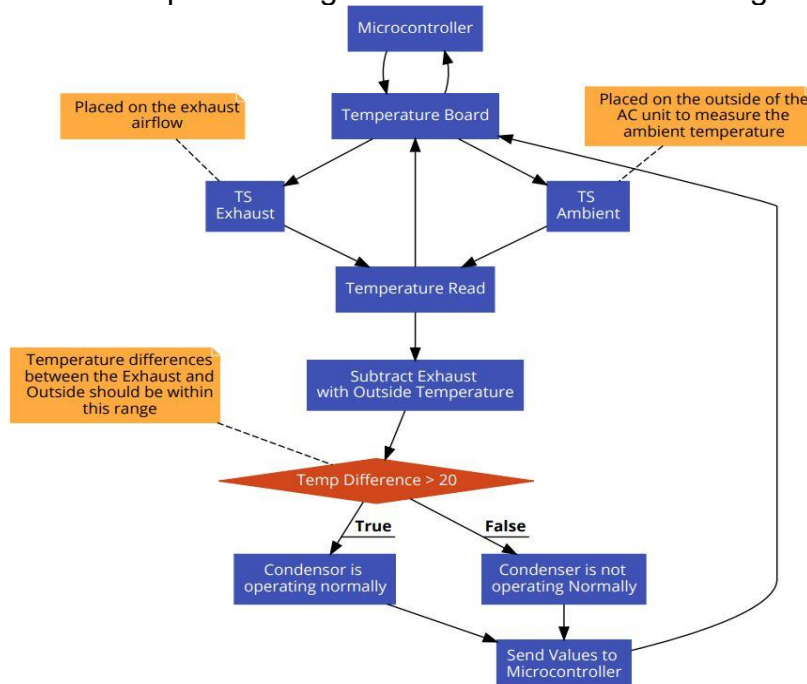 Microcontroller
Placed on the exhaust
airflow
Temperature Board
Placed on the outside of the
AC unit to measure the
ambient temperature
TS
Exhaust
TS
Ambient
Temperature Read
Temperature differences
between the Exhaust and
Outside should be within
this range
Subtract Exhaust
with Outside Temperature
Temp Difference > 20
True
False
Condensor is
operating normally
Condenser is not
operating Normally
Send Values to
Microcontroller